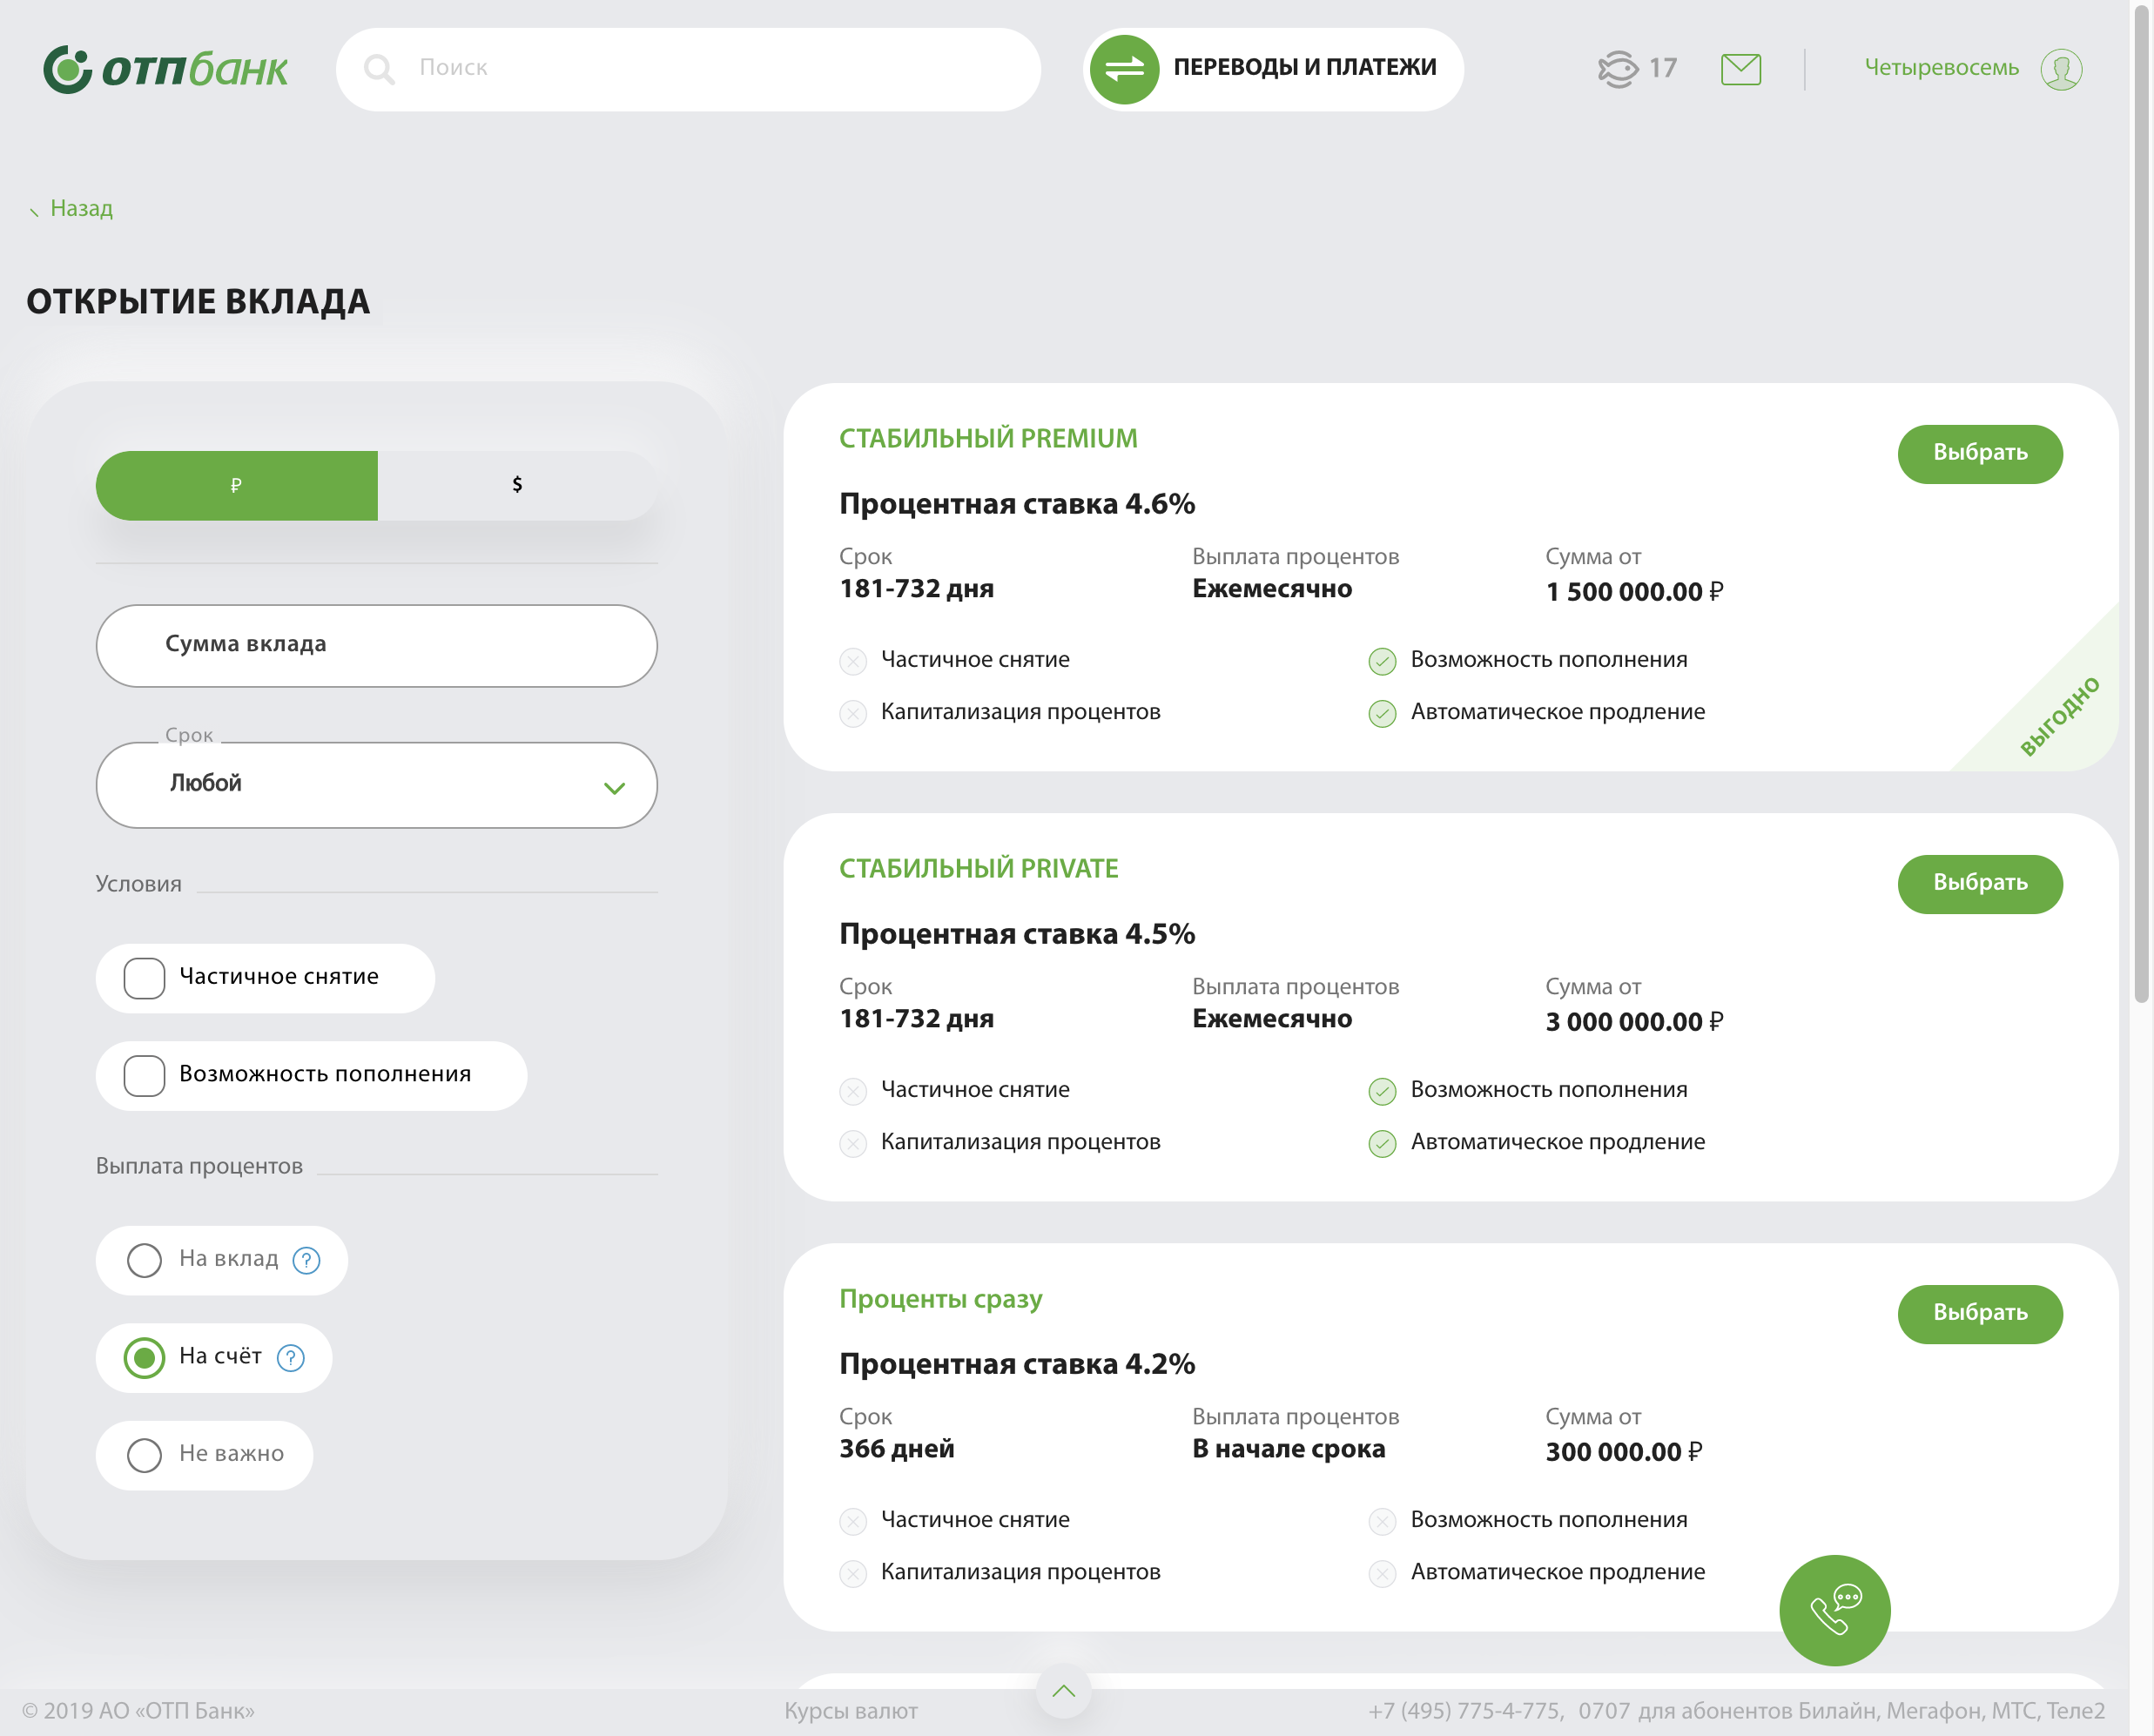 отпбанк
Поиск
ПЕРЕВОДЫ И ПЛАТЕЖИ
17
Четыревосемь
Назад
ОТКРЫТИЕ ВКЛАДА
₽
$
Сумма вклада
Срок
Любой
Условия
Частичное снятие
Возможность пополнения
Выплата процентов
На вклад ?
На счёт ?
Не важно
СТАБИЛЬНЫЙ PREMIUM
Выбрать
Процентная ставка 4.6%
Срок Выплата процентов Сумма от
181-732 дня Ежемесячно 1 500 000.00 ₽
Частичное снятие Возможность пополнения
Капитализация процентов Автоматическое продление
ВЫГОДНО
СТАБИЛЬНЫЙ PRIVATE
Выбрать
Процентная ставка 4.5%
Срок Выплата процентов Сумма от
181-732 дня Ежемесячно 3 000 000.00 ₽
Частичное снятие Возможность пополнения
Капитализация процентов Автоматическое продление
Проценты сразу
Выбрать
Процентная ставка 4.2%
Срок Выплата процентов Сумма от
366 дней В начале срока 300 000.00 ₽
Частичное снятие Возможность пополнения
Капитализация процентов Автоматическое продление
© 2019 АО «ОТП Банк» Курсы валют +7 (495) 775-4-775, 0707 для абонентов Билайн, Мегафон, МТС, Теле2